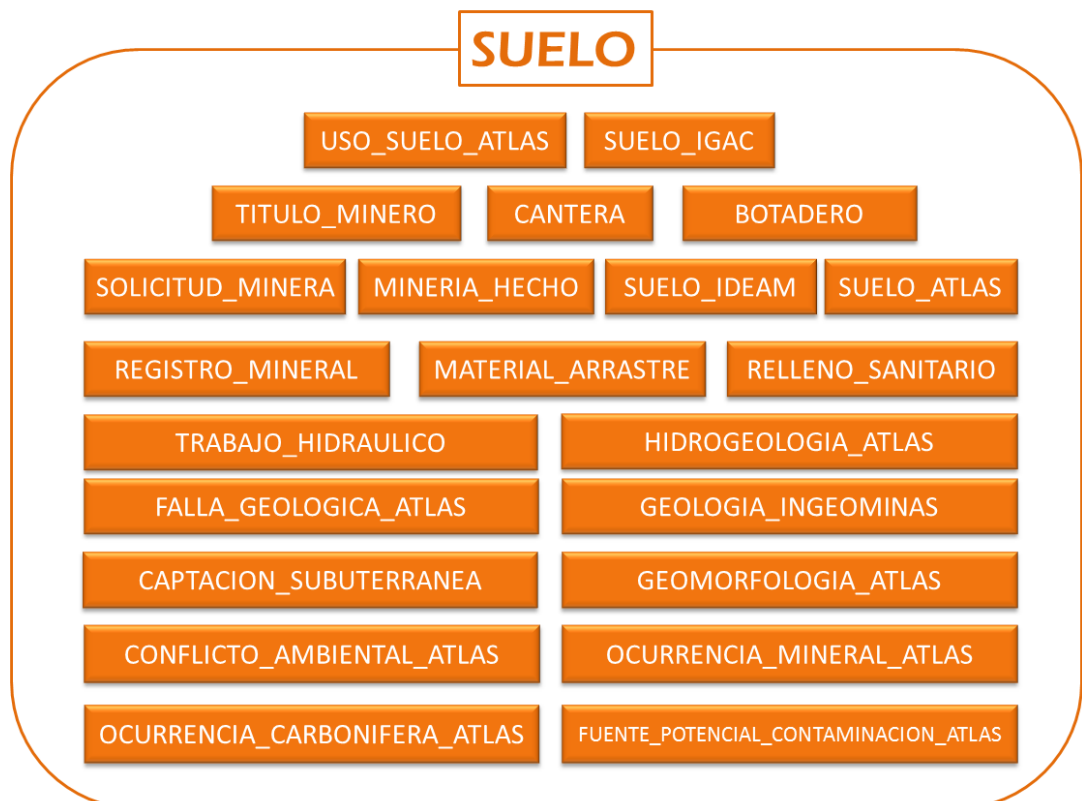 SUELO
USO_SUELO_ATLAS SUELO_IGAC
TITULO_MINERO CANTERA BOTADERO
SOLICITUD_MINERA MINERIA_HECHO SUELO_IDEAM SUELO_ATLAS
REGISTRO_MINERAL MATERIAL_ARRASTRE RELLENO_SANITARIO
TRABAJO_HIDRAULICO HIDROGEOLOGIA_ATLAS
FALLA_GEOLOGICA_ATLAS GEOLOGIA_INGEOMINAS
CAPTACION_SUBUTERRANEA GEOMORFOLOGIA_ATLAS
CONFLICTO_AMBIENTAL_ATLAS OCURRENCIA_MINERAL_ATLAS
OCURRENCIA_CARBONIFERA_ATLAS FUENTE_POTENCIAL_CONTAMINACION_ATLAS